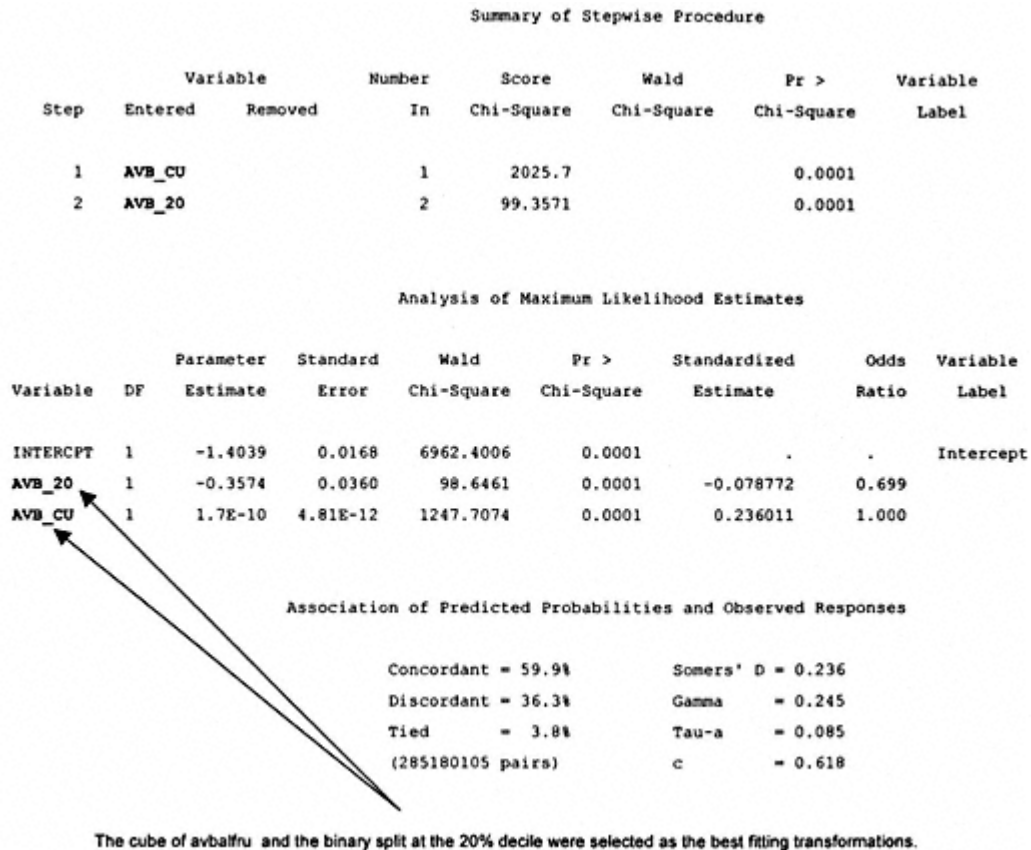 Summary of Stepwise Procedure
Variable Number Score Wald Pr > Variable
Step Entered Removed In Chi-Square Chi-Square Chi-Square Label
1 AVB_CU 1 2025.7 0.0001
2 AVB_20 2 99.3571 0.0001
Analysis of Maximum Likelihood Estimates
Parameter Standard Wald Pr > Standardized Odds Variable
Variable DF Estimate Error Chi-Square Chi-Square Estimate Ratio Label
INTERCPT 1 -1.4039 0.0168 6962.4006 0.0001 . . Intercept
AVB_20 1 -0.3574 0.0360 98.6461 0.0001 -0.078772 0.699
AVB_CU 1 1.7E-10 4.81E-12 1247.7074 0.0001 0.236011 1.000
Association of Predicted Probabilities and Observed Responses
Concordant = 59.9% Somers' D = 0.236
Discordant = 36.3% Gamma = 0.245
Tied = 3.8% Tau-a = 0.085
(285180105 pairs) c = 0.618
The cube of avbalfru and the binary split at the 20% decile were selected as the best fitting transformations.